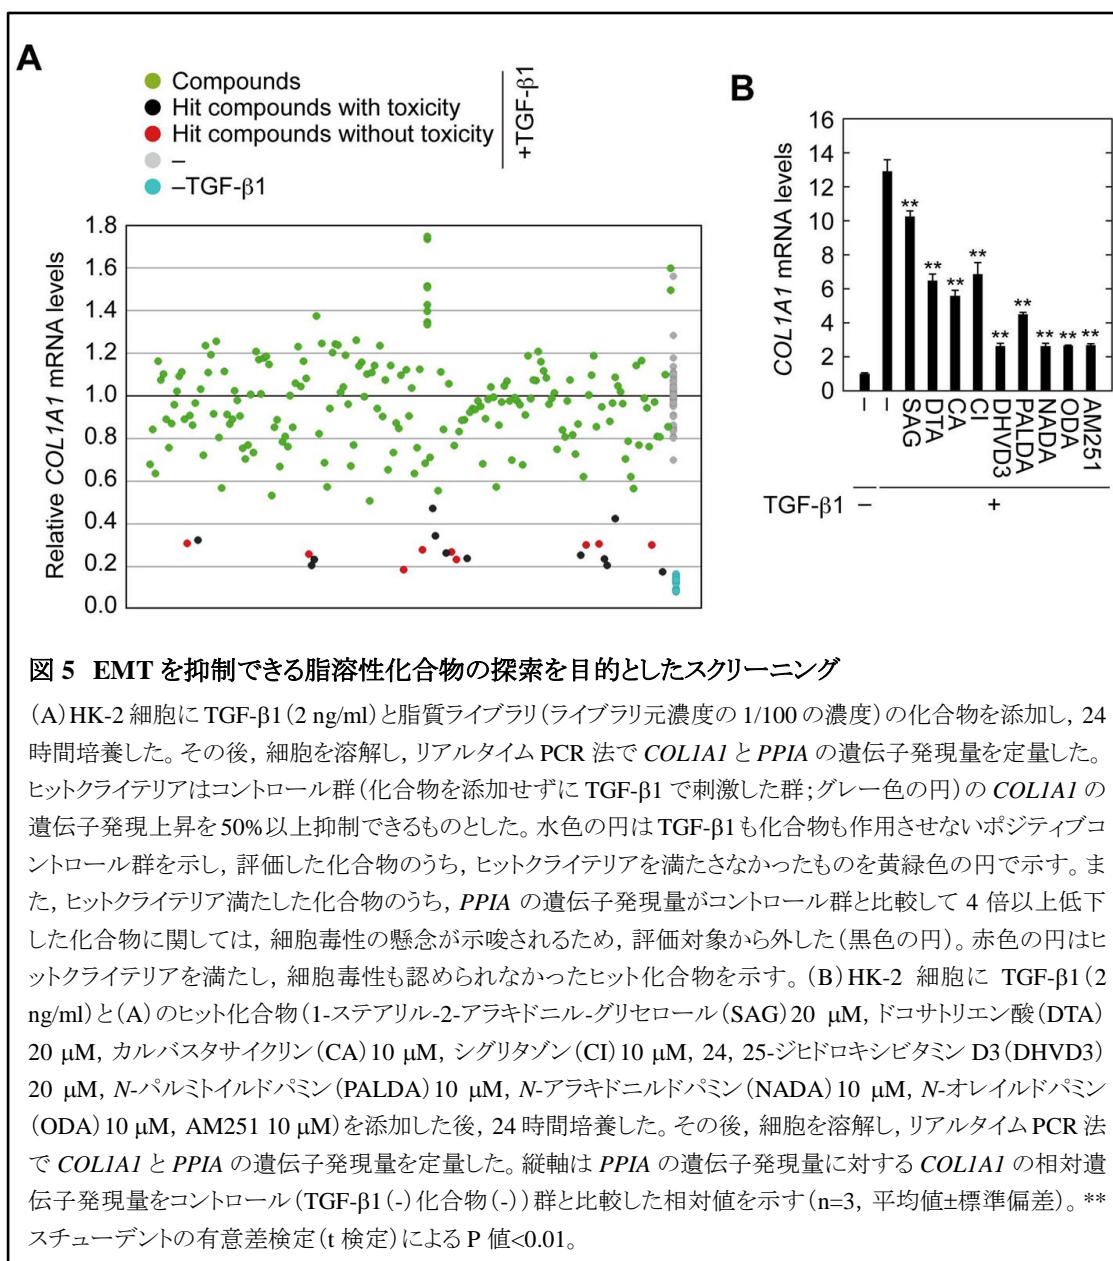 A
Compounds
Hit compounds with toxicity
Hit compounds without toxicity
–
–TGF-β1
+TGF-β1
Relative COL1A1 mRNA levels
1.8
1.6
1.4
1.2
1.0
0.8
0.6
0.4
0.2
0.0
B
COL1A1 mRNA levels
16
14
12
10
8
6
4
2
0
**
**
**
**
**
**
**
**
**
–
–
SAG
DTA
CA
CI
DHVD3
PALDA
NADA
ODA
AM251
TGF-β1 – +
図 5 EMT を抑制できる脂溶性化合物の探索を目的としたスクリーニング
(A)HK-2 細胞に TGF-β1(2 ng/ml)と脂質ライブラリ(ライブラリ元濃度の 1/100 の濃度)の化合物を添加し, 24
時間培養した。その後, 細胞を溶解し, リアルタイム PCR 法で COL1A1 と PPIA の遺伝子発現量を定量した。
ヒットクライテリアはコントロール群(化合物を添加せずに TGF-β1 で刺激した群;グレー色の円)の COL1A1 の
遺伝子発現上昇を 50%以上抑制できるものとした。水色の円は TGF-β1 も化合物も作用させないポジティブコ
ントロール群を示し, 評価した化合物のうち, ヒットクライテリアを満たさなかったものを黄緑色の円で示す。ま
た, ヒットクライテリア満たした化合物のうち, PPIA の遺伝子発現量がコントロール群と比較して 4 倍以上低下
した化合物に関しては, 細胞毒性の懸念が示唆されるため, 評価対象から外した(黒色の円)。赤色の円はヒ
ットクライテリアを満たし, 細胞毒性も認められなかったヒット化合物を示す。(B)HK-2 細胞に TGF-β1(2
ng/ml)と(A)のヒット化合物(1-ステアリル-2-アラキドニル-グリセロール(SAG)20 μM, ドコサトリエン酸(DTA)
20 μM, カルバスタサイクリン(CA)10 μM, シグリタゾン(CI)10 μM, 24, 25-ジヒドロキシビタミン D3(DHVD3)
20 μM, N-パルミトイルドパミン(PALDA)10 μM, N-アラキドニルドパミン(NADA)10 μM, N-オレイルドパミン
(ODA)10 μM, AM251 10 μM)を添加した後, 24 時間培養した。その後, 細胞を溶解し, リアルタイム PCR 法
で COL1A1 と PPIA の遺伝子発現量を定量した。縦軸は PPIA の遺伝子発現量に対する COL1A1 の相対遺
伝子発現量をコントロール(TGF-β1(-)化合物(-))群と比較した相対値を示す(n=3, 平均値±標準偏差)。**
スチューデントの有意差検定(t 検定)による P 値<0.01。